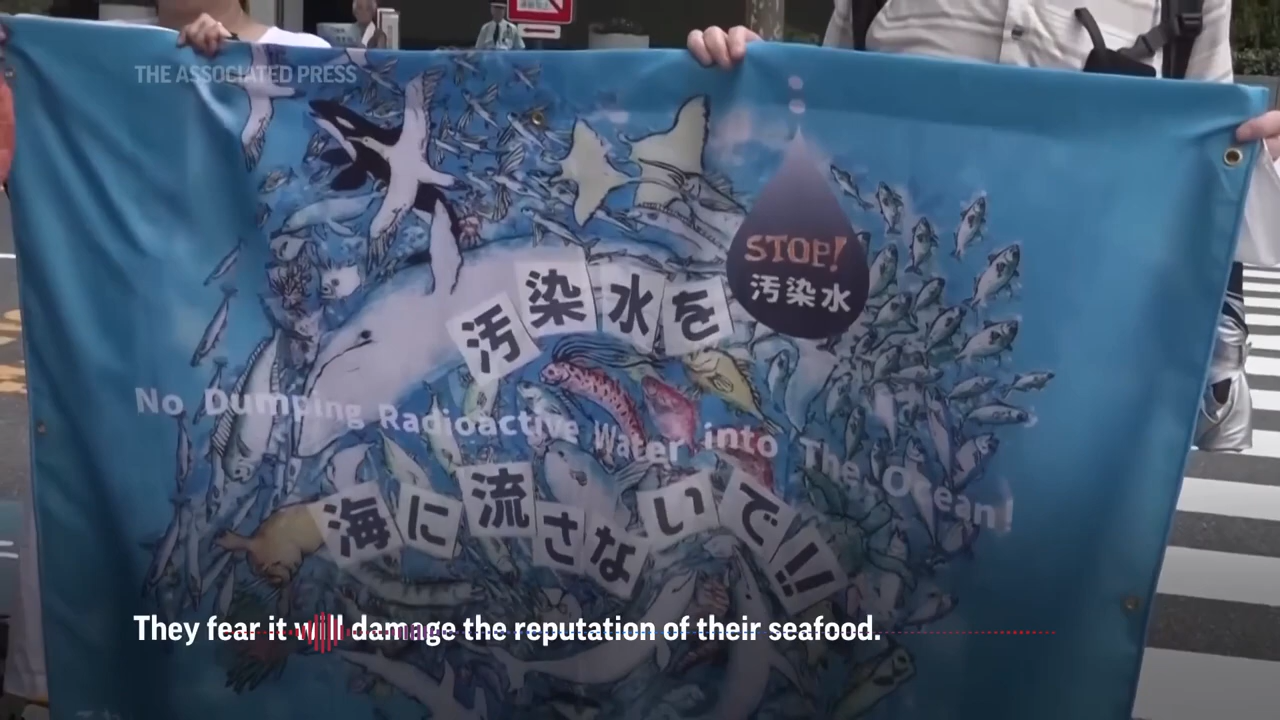 THE ASSOCIATED PRESS
STOP!
汚染水
汚染水を
No Dumping Radioactive Water into The Ocean!
海に流さないで!!
They fear it will damage the reputation of their seafood.